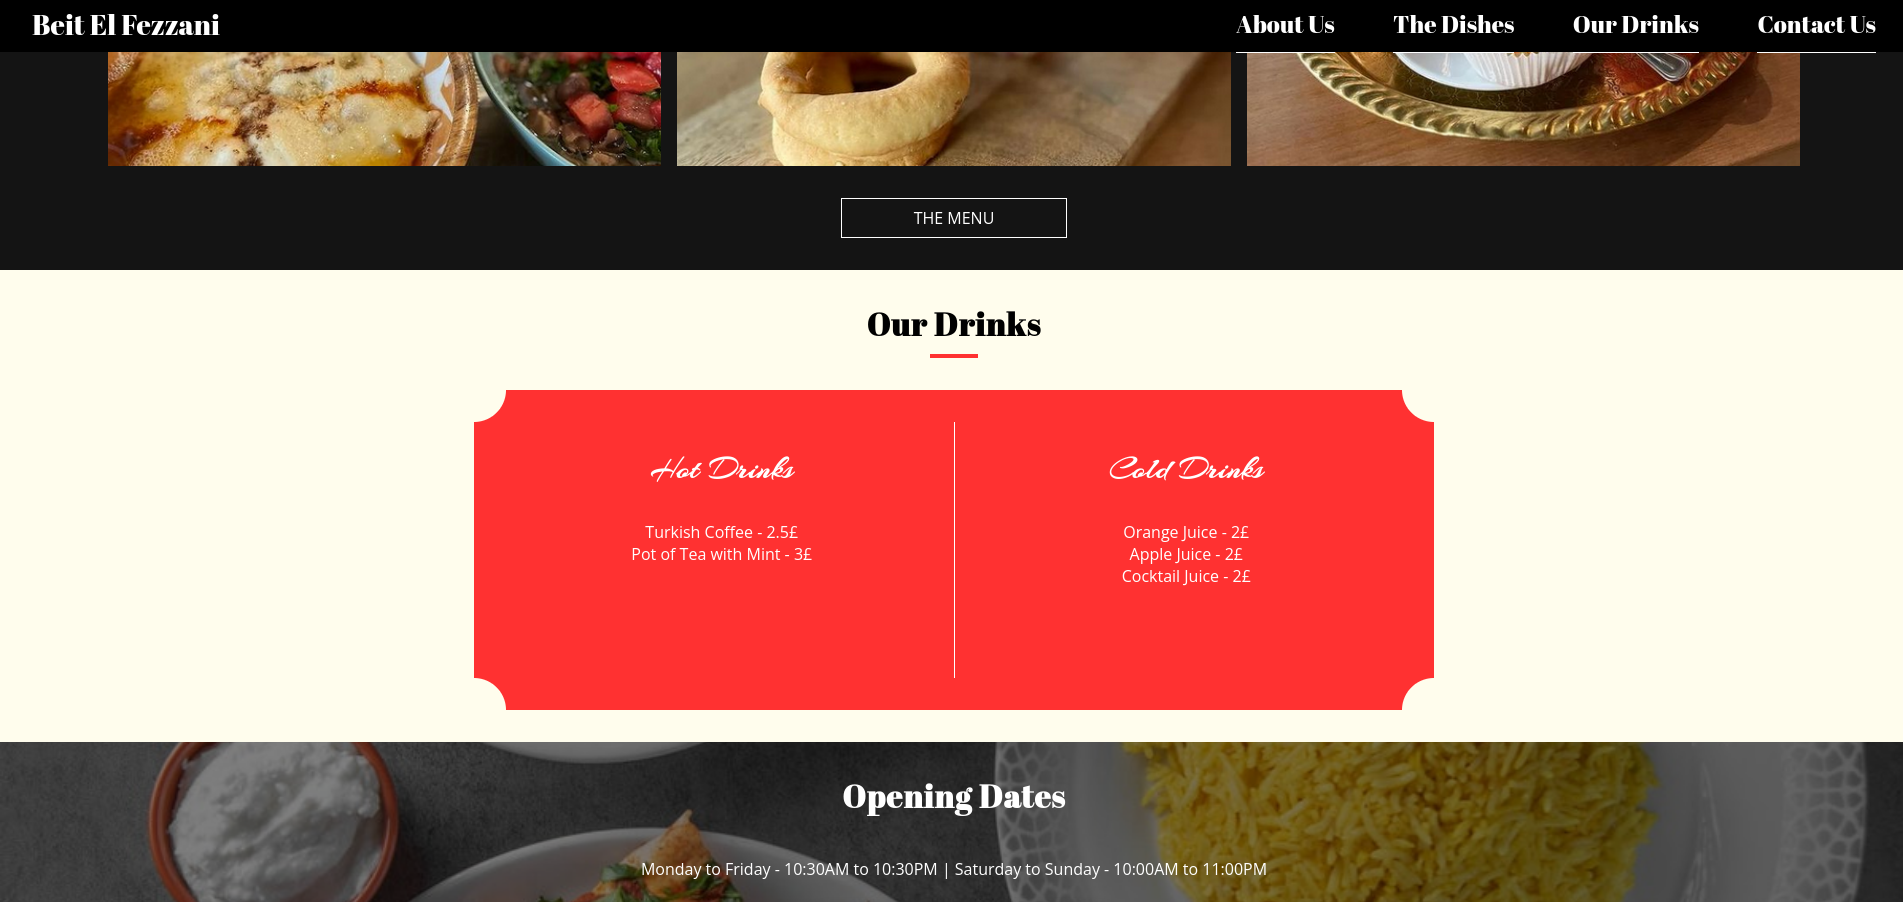 Beit El Fezzani
About Us
The Dishes
Our Drinks
Contact Us
THE MENU
Our Drinks
Hot Drinks
Turkish Coffee - 2.5£
Pot of Tea with Mint - 3£
Cold Drinks
Orange Juice - 2£
Apple Juice - 2£
Cocktail Juice - 2£
Opening Dates
Monday to Friday - 10:30AM to 10:30PM | Saturday to Sunday - 10:00AM to 11:00PM